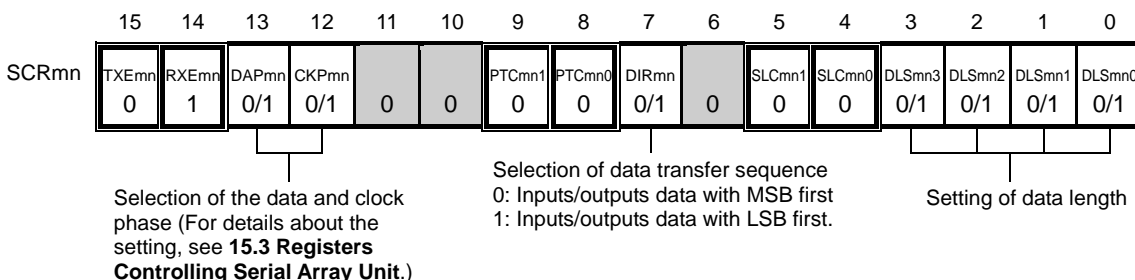 15 14 13 12 11 10 9 8 7 6 5 4 3 2 1 0
SCRmn TXEmn RXEmn DAPmn CKPmn PTCmn1 PTCmn0 DIRmn SLCmn1 SLCmn0 DLSmn3 DLSmn2 DLSmn1 DLSmn0
0 1 0/1 0/1 0 0 0 0 0/1 0 0 0 0/1 0/1 0/1 0/1
Selection of the data and clock
phase (For details about the
setting, see 15.3 Registers
Controlling Serial Array Unit.)
Selection of data transfer sequence
0: Inputs/outputs data with MSB first
1: Inputs/outputs data with LSB first.
Setting of data length